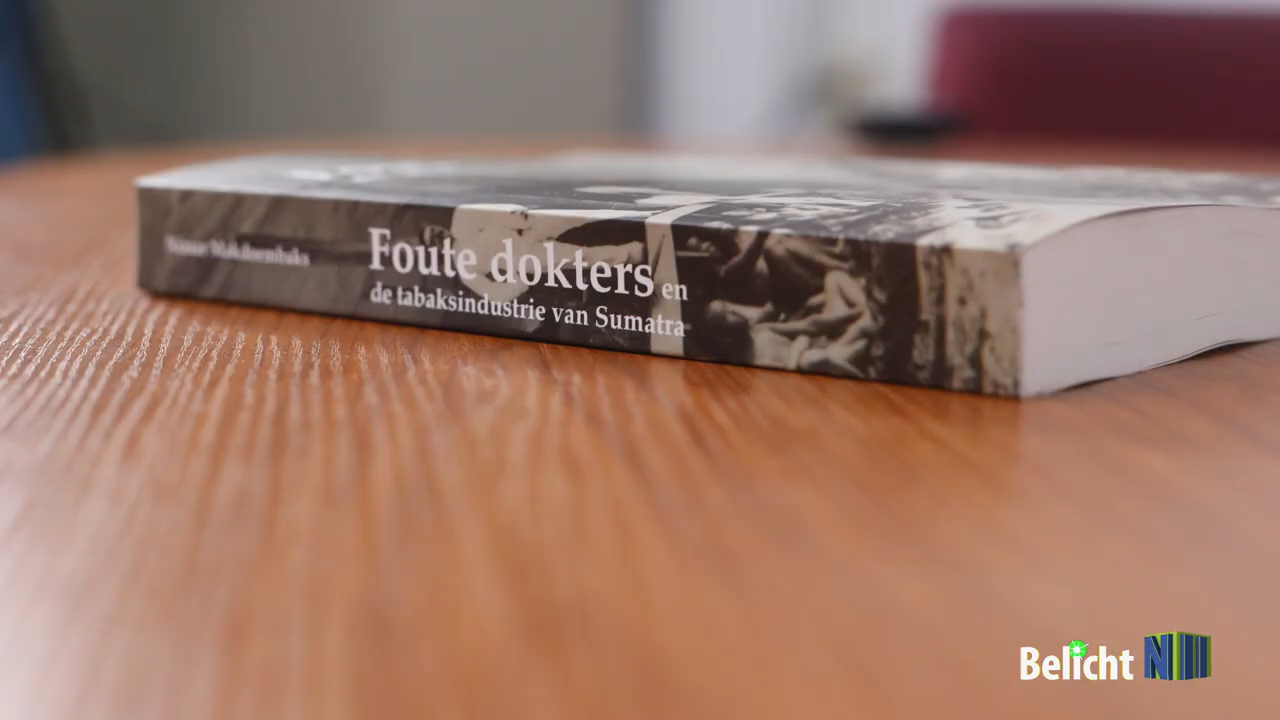 Foute dokters en
de tabaksindustrie van Sumatra
Belicht